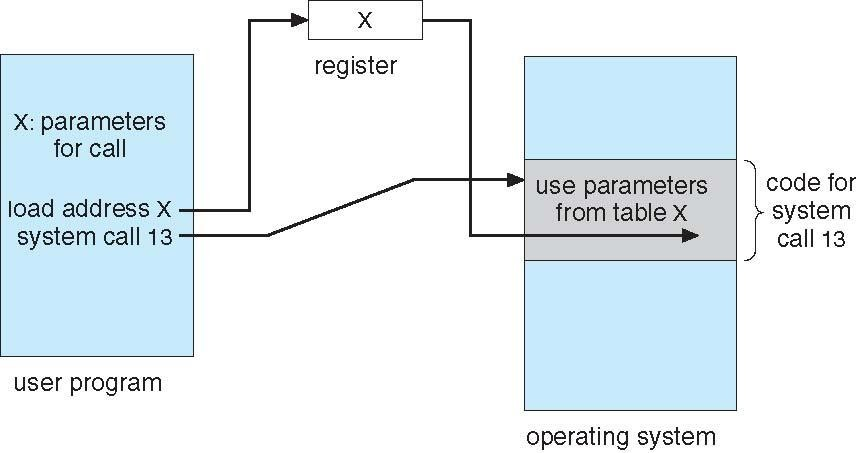 X
register
X: parameters
for call
load address X
system call 13
user program
use parameters
from table X
code for
system
call 13
operating system